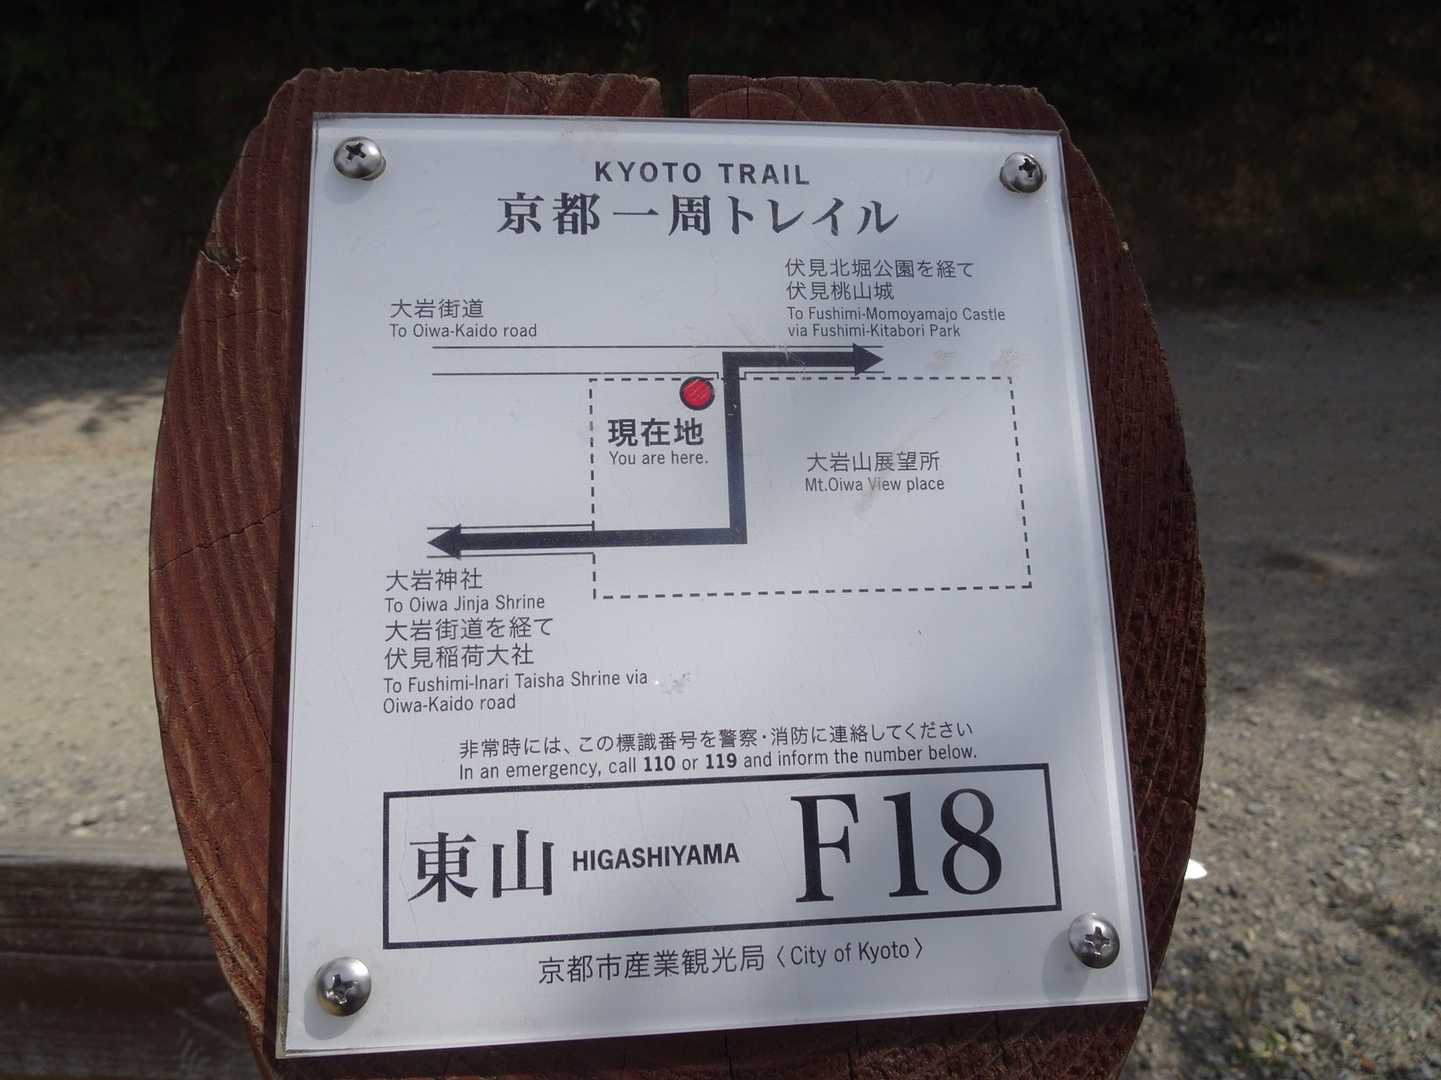 KYOTO TRAIL
京都一周トレイル
大岩街道
To Oiwa-Kaido road
伏見北堀公園を経て
伏見桃山城
To Fushimi-Momoyamajo Castle
via Fushimi-Kitabori Park
現在地
You are here.
大岩山展望所
Mt.Oiwa View place
大岩神社
To Oiwa Jinja Shrine
大岩街道を経て
伏見稲荷大社
To Fushimi-Inari Taisha Shrine via
Oiwa-Kaido road
非常時には、この標識番号を警察・消防に連絡してください
In an emergency, call 110 or 119 and inform the number below.
東山 HIGASHIYAMA F18
京都市産業観光局〈City of Kyoto〉